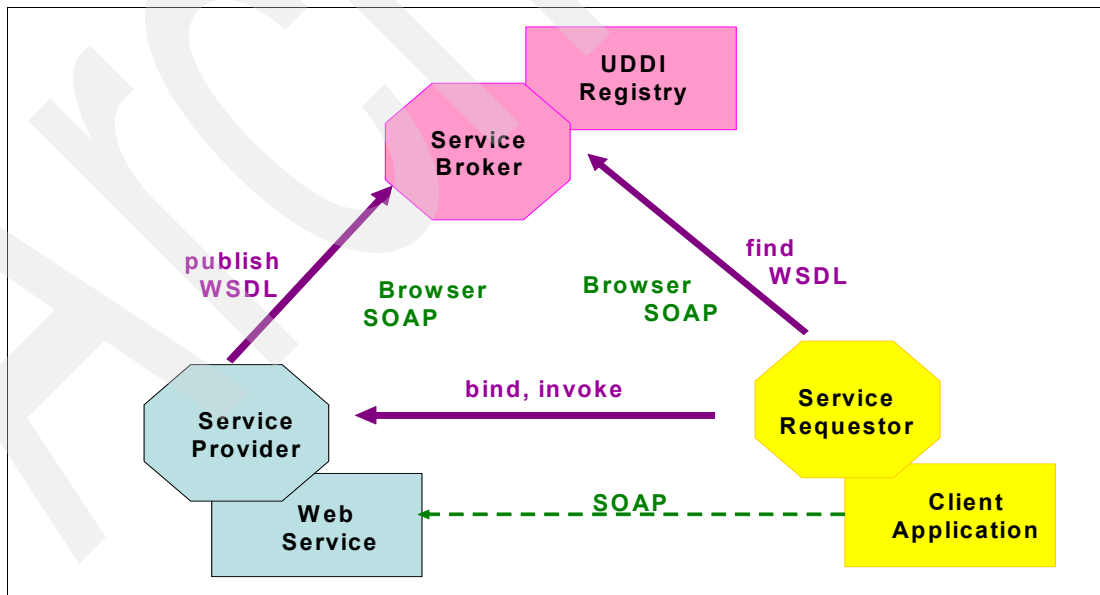 UDDI
Registry
Service
Broker
publish
WSDL
Browser
SOAP
Browser
SOAP
find
WSDL
bind, invoke
Service
Provider
Service
Requestor
Web
Service
SOAP
Client
Application